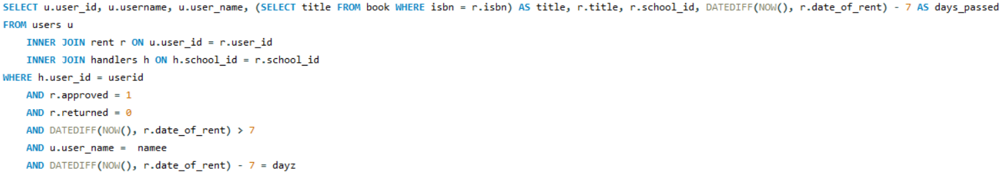 SELECT u.user_id, u.username, u.user_name, (SELECT title FROM book WHERE isbn = r.isbn) AS title, r.title, r.school_id, DATEDIFF(NOW(), r.date_of_rent) - 7 AS days_passed
FROM users u
    INNER JOIN rent r ON u.user_id = r.user_id
    INNER JOIN handlers h ON h.school_id = r.school_id
WHERE h.user_id = userid
    AND r.approved = 1
    AND r.returned = 0
    AND DATEDIFF(NOW(), r.date_of_rent) > 7
    AND u.user_name =  namee
    AND DATEDIFF(NOW(), r.date_of_rent) - 7 = dayz